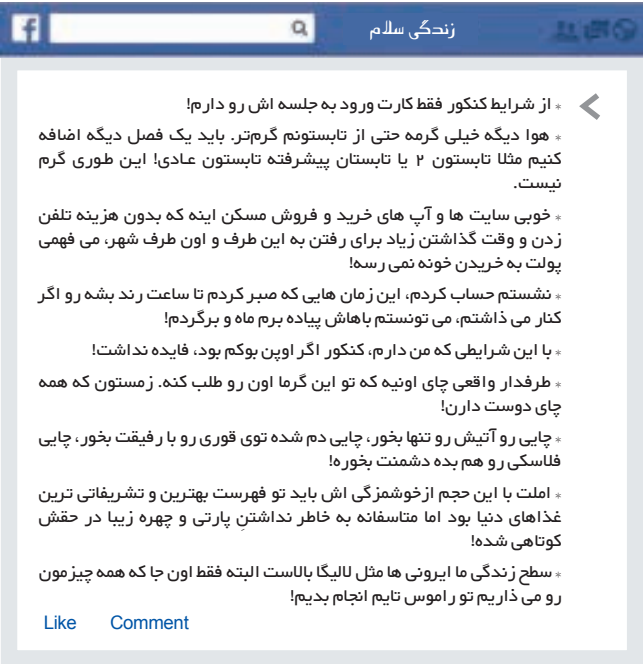 f
زندگی سلام
* از شرایط کنکور فقط کارت ورود به جلسه اش رو دارم!
* هوا دیگه خیلی گرمه حتی از تابستونم گرم‌تر. باید یک فصل دیگه اضافه
کنیم مثلا تابستون ۲ یا تابستان پیشرفته تابستون عادی! این طوری گرم
نیست.
* خوبی سایت ها و آپ های خرید و فروش مسکن اینه که بدون هزینه تلفن
زدن و وقت گذاشتن زیاد برای رفتن به این طرف و اون طرف شهر، می فهمی
پولت به خریدن خونه نمی رسه!
* نشستم حساب کردم، این زمان هایی که صبر کردم تا ساعت رند بشه رو اگر
کنار می ذاشتم، می تونستم باهاش پیاده برم ماه و برگردم!
* با این شرایطی که من دارم، کنکور اگر اوپن بوکم بود، فایده نداشت!
* طرفدار واقعی چای اونیه که تو این گرما اون رو طلب کنه. زمستون که همه
چای دوست دارن!
* چایی رو آتیش رو تنها بخور، چایی دم شده توی قوری رو با رفیقت بخور، چایی
فلاسکی رو هم بده دشمنت بخوره!
* املت با این حجم ازخوشمزگی اش باید تو فهرست بهترین و تشریفاتی ترین
غذاهای دنیا بود اما متاسفانه به خاطر نداشتنِ پارتی و چهره زیبا در حقش
کوتاهی شده!
* سطح زندگی ما ایرونی ها مثل لالیگا بالاست البته فقط اون جا که همه چیزمون
رو می ذاریم تو راموس تایم انجام بدیم!
Like Comment